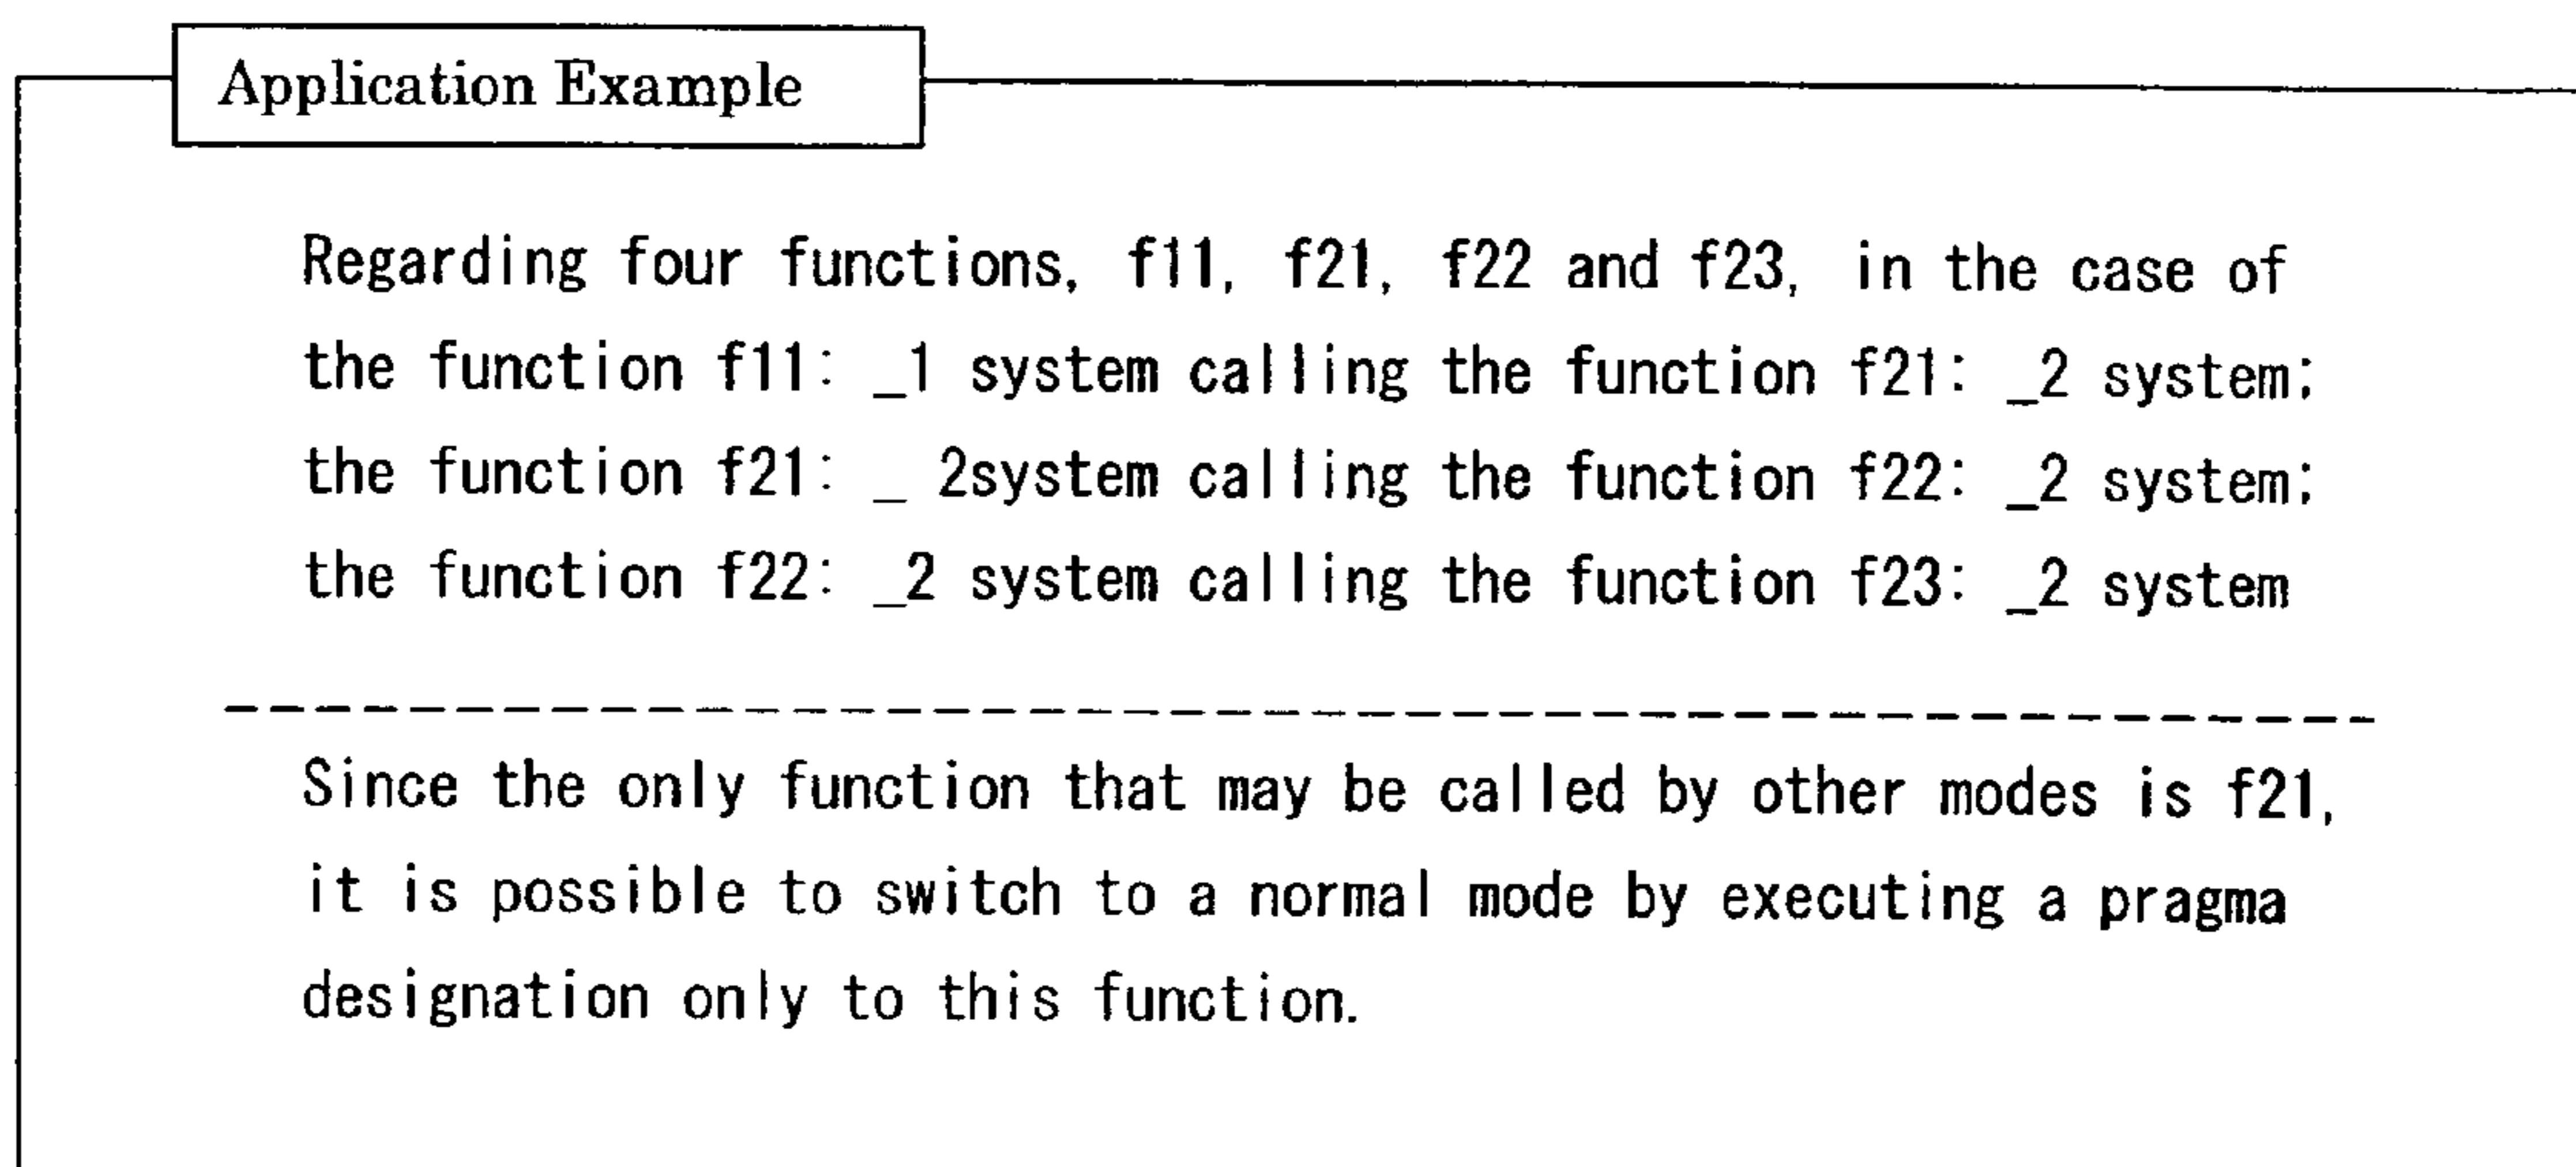 Application Example
Regarding four functions, f11, f21, f22 and f23, in the case of
the function f11: _1 system calling the function f21: _2 system;
the function f21: _ 2system calling the function f22: _2 system;
the function f22: _2 system calling the function f23: _2 system
Since the only function that may be called by other modes is f21,
it is possible to switch to a normal mode by executing a pragma
designation only to this function.